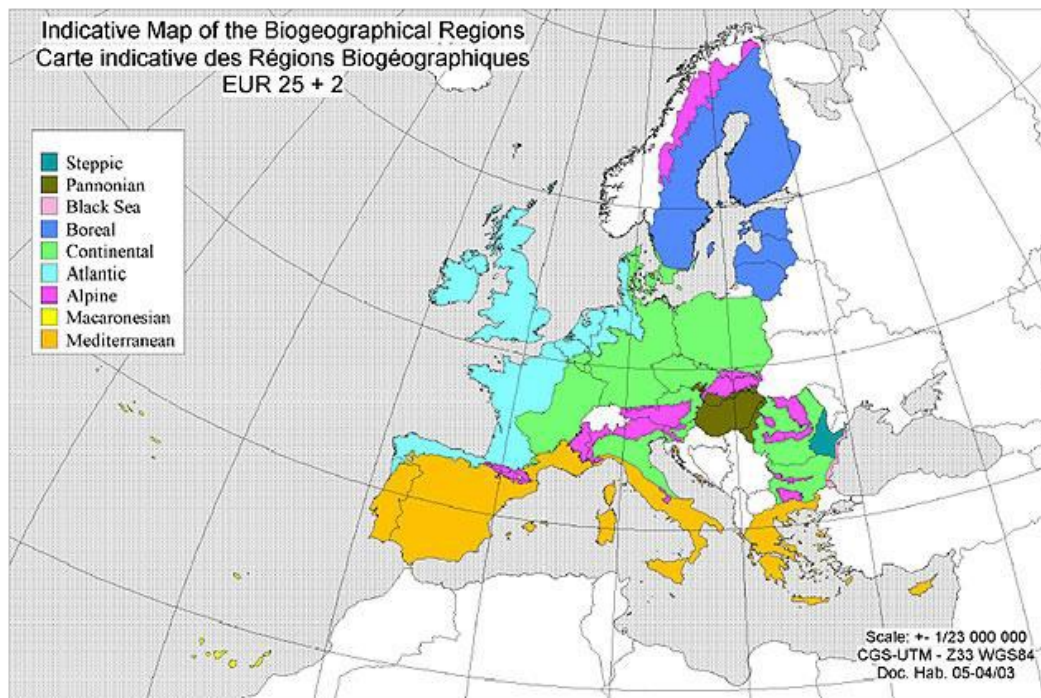 Indicative Map of the Biogeographical Regions
Carte indicative des Régions Biogéographiques
EUR 25 + 2
Steppic
Pannonian
Black Sea
Boreal
Continental
Atlantic
Alpine
Macaronesian
Mediterranean
Scale: +- 1/23 000 000
CGS-UTM - Z33 WGS84
Doc. Hab. 05-04/03